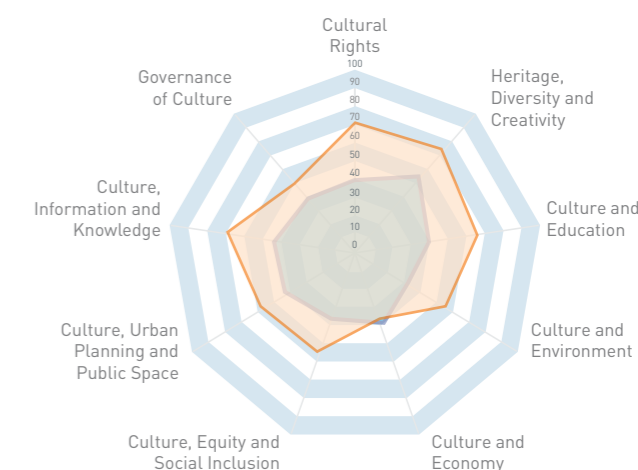 Cultural
Rights
100
90
80
70
60
50
40
30
20
10
0
Heritage,
Diversity and
Creativity
Culture and
Education
Culture and
Environment
Culture and
Economy
Culture, Equity and
Social Inclusion
Culture, Urban
Planning and
Public Space
Culture,
Information and
Knowledge
Governance
of Culture